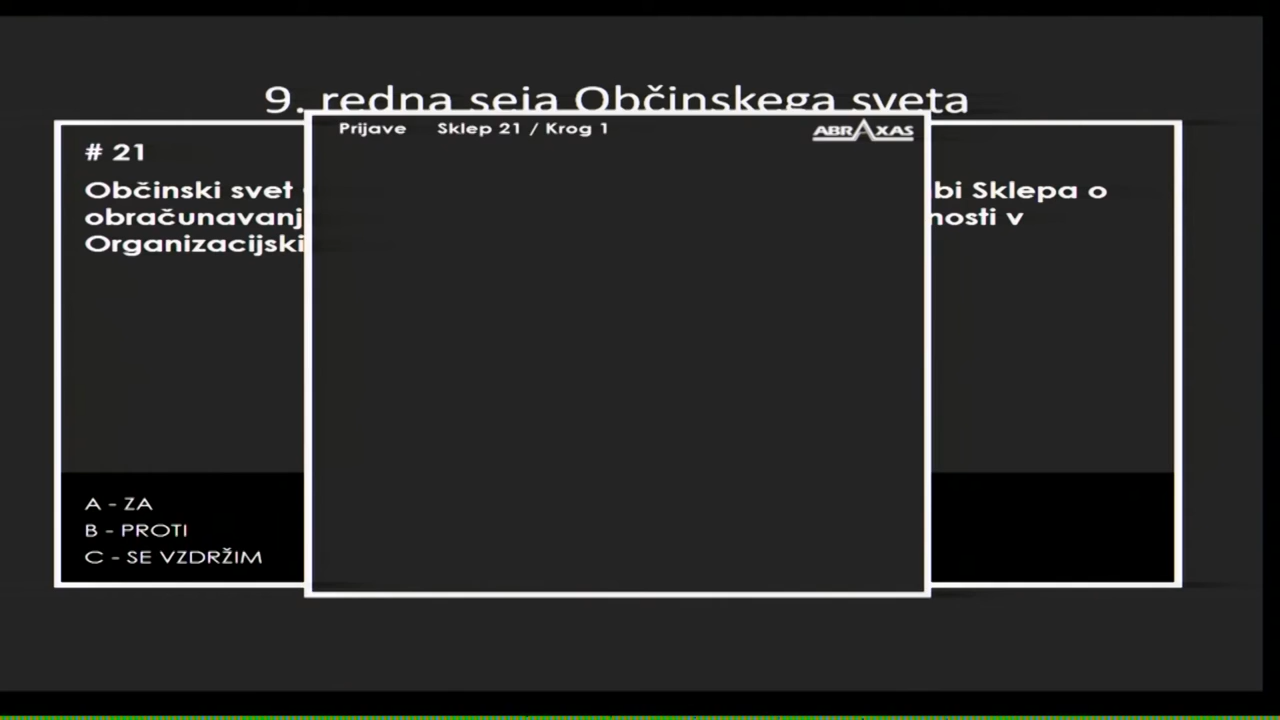 9. redna seja Občinskega sveta
Prijave Sklep 21 / Krog 1
ABRAXAS
# 21
Občinski svet bi Sklepa o
obračunavanj nosti v
Organizacijski
A - ZA
B - PROTI
C - SE VZDRŽIM